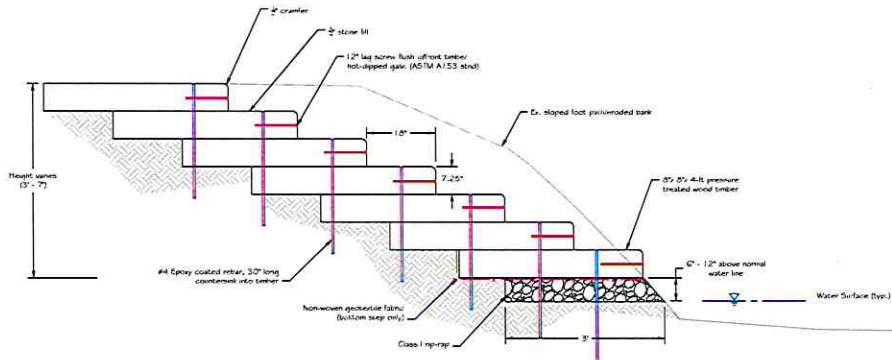 ½" cramfer
¾" stone fill
12" lag screw flush w/front timber
hot-dipped galv. (ASTM A153 stnd)
Ex. sloped foot path/eroded bank
18"
7.25"
Height varies
(3' - 7')
8"x 8"x 4-ft pressure
treated wood timber
6" - 12" above normal
water line
#4 Epoxy coated rebar, 30" long
countersink into timber
Non-woven geotextile fabric
(bottom step only)
Water Surface (typ.)
Class I rip-rap
3'